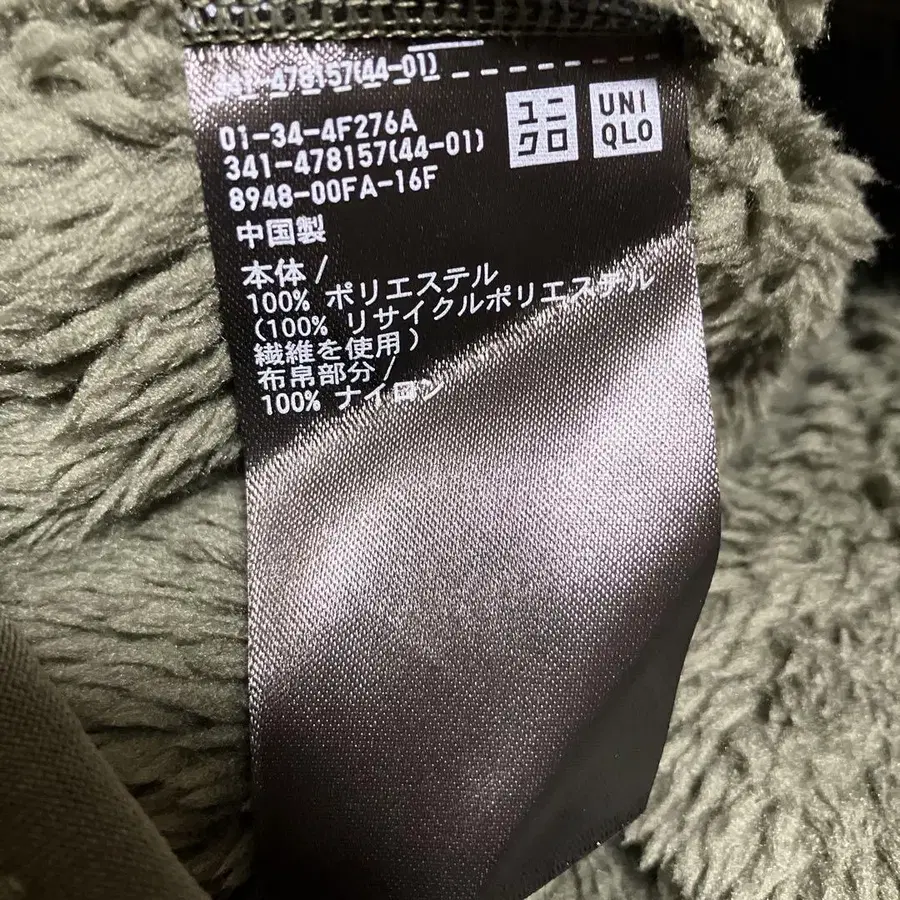 341-478157(44-01)
01-34-4F276A
341-478157(44-01)
8948-00FA-16F
ユニ
クロ
UNI
QLO
中国製
本体 /
100% ポリエステル
(100% リサイクルポリエステル
繊維を使用 )
布帛部分 /
100% ナイロン